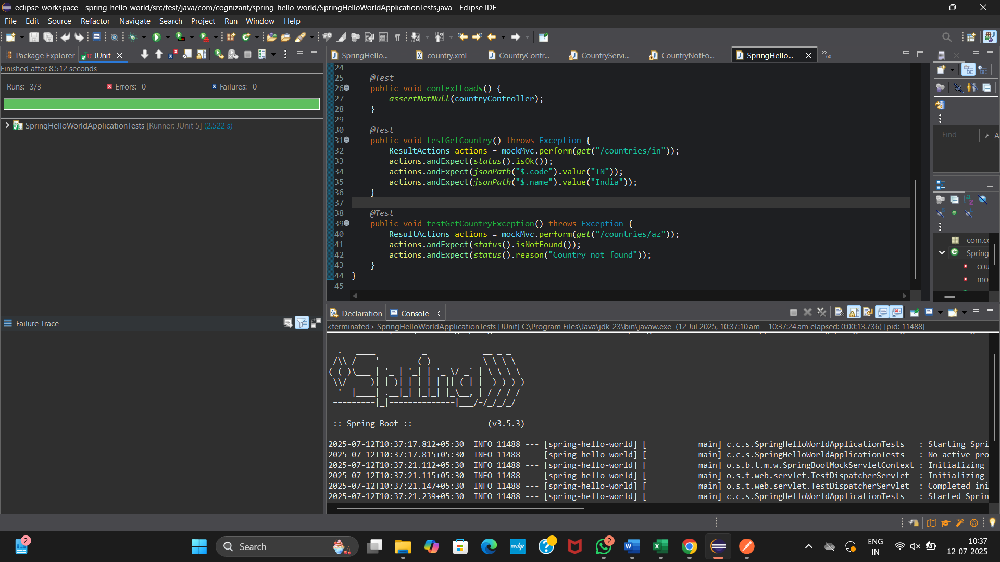 eclipse-workspace - spring-hello-world/src/test/java/com/cognizant/spring_hello_world/SpringHelloWorldApplicationTests.java - Eclipse IDE
File Edit Source Refactor Navigate Search Project Run Window Help
Package Explorer JUnit
Finished after 8.512 seconds
Runs: 3/3 Errors: 0 Failures: 0
SpringHelloWorldApplicationTests [Runner: JUnit 5] (2.522 s)
Failure Trace
SpringHello... country.xml CountryContr... CountryServi... CountryNotFo... SpringHello... 60
24
25 @Test
26 public void contextLoads() {
27 assertNotNull(countryController);
28 }
29
30 @Test
31 public void testGetCountry() throws Exception {
32 ResultActions actions = mockMvc.perform(get("/countries/in"));
33 actions.andExpect(status().isOk());
34 actions.andExpect(jsonPath("$.code").value("IN"));
35 actions.andExpect(jsonPath("$.name").value("India"));
36 }
37
38 @Test
39 public void testGetCountryException() throws Exception {
40 ResultActions actions = mockMvc.perform(get("/countries/az"));
41 actions.andExpect(status().isNotFound());
42 actions.andExpect(status().reason("Country not found"));
43 }
44 }
45
Find A
com.co
Spring
cou
mo
Declaration Console
<terminated> SpringHelloWorldApplicationTests [JUnit] C:\Program Files\Java\jdk-23\bin\javaw.exe (12 Jul 2025, 10:37:10 am – 10:37:24 am elapsed: 0:00:13.736) [pid: 11488]
Spring
:: Spring Boot :: (v3.5.3)
2025-07-12T10:37:17.812+05:30 INFO 11488 --- [spring-hello-world] [ main] c.c.s.SpringHelloWorldApplicationTests : Starting Spri
2025-07-12T10:37:17.815+05:30 INFO 11488 --- [spring-hello-world] [ main] c.c.s.SpringHelloWorldApplicationTests : No active pro
2025-07-12T10:37:21.112+05:30 INFO 11488 --- [spring-hello-world] [ main] o.s.b.t.m.w.SpringBootMockServletContext : Initializing
2025-07-12T10:37:21.115+05:30 INFO 11488 --- [spring-hello-world] [ main] o.s.t.web.servlet.TestDispatcherServlet : Initializing
2025-07-12T10:37:21.147+05:30 INFO 11488 --- [spring-hello-world] [ main] o.s.t.web.servlet.TestDispatcherServlet : Completed ini
2025-07-12T10:37:21.239+05:30 INFO 11488 --- [spring-hello-world] [ main] c.c.s.SpringHelloWorldApplicationTests : Started Sprin
2
Search
myhp
2
ENG
IN
10:37
12-07-2025